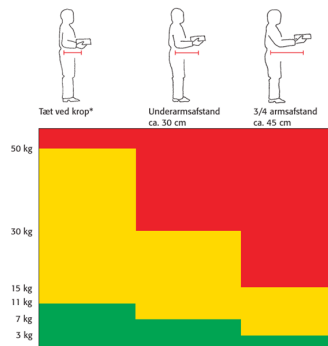 Tæt ved krop*
Underarmsafstand
ca. 30 cm
3/4 armsafstand
ca. 45 cm
50 kg
30 kg
15 kg
11 kg
7 kg
3 kg